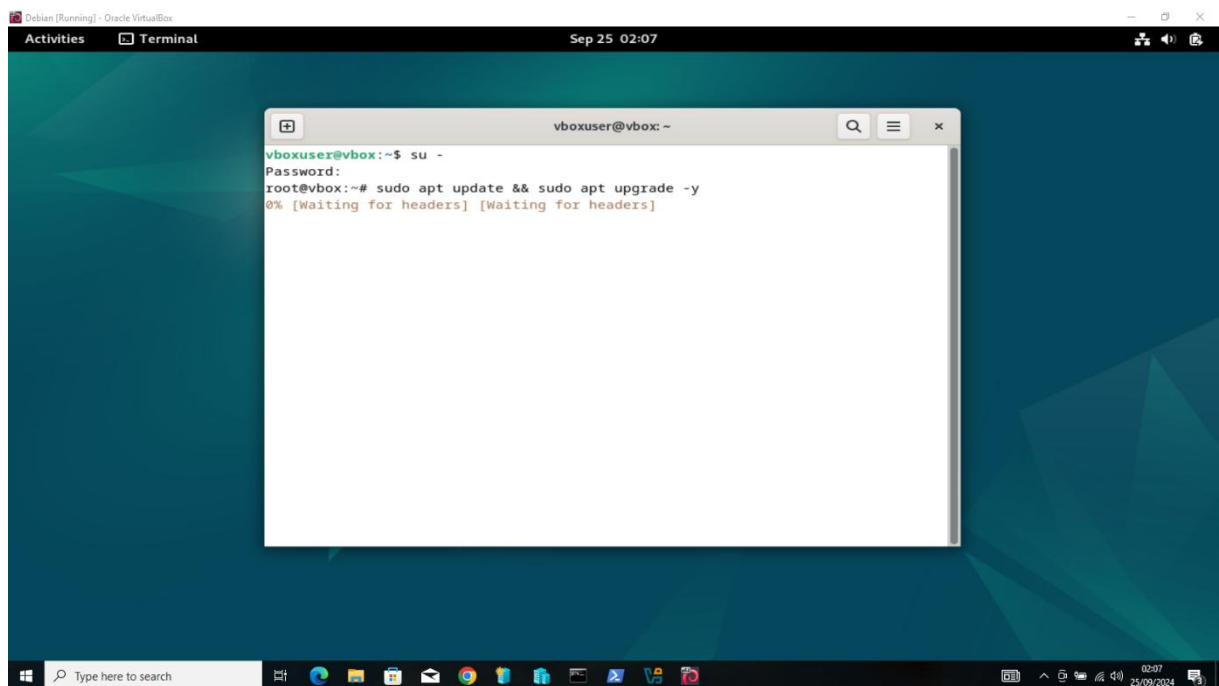 Debian [Running] - Oracle VirtualBox
Activities Terminal Sep 25 02:07
vboxuser@vbox: ~
vboxuser@vbox:~$ su -
Password:
root@vbox:~# sudo apt update && sudo apt upgrade -y
0% [Waiting for headers] [Waiting for headers]
Type here to search
02:07
25/09/2024
3